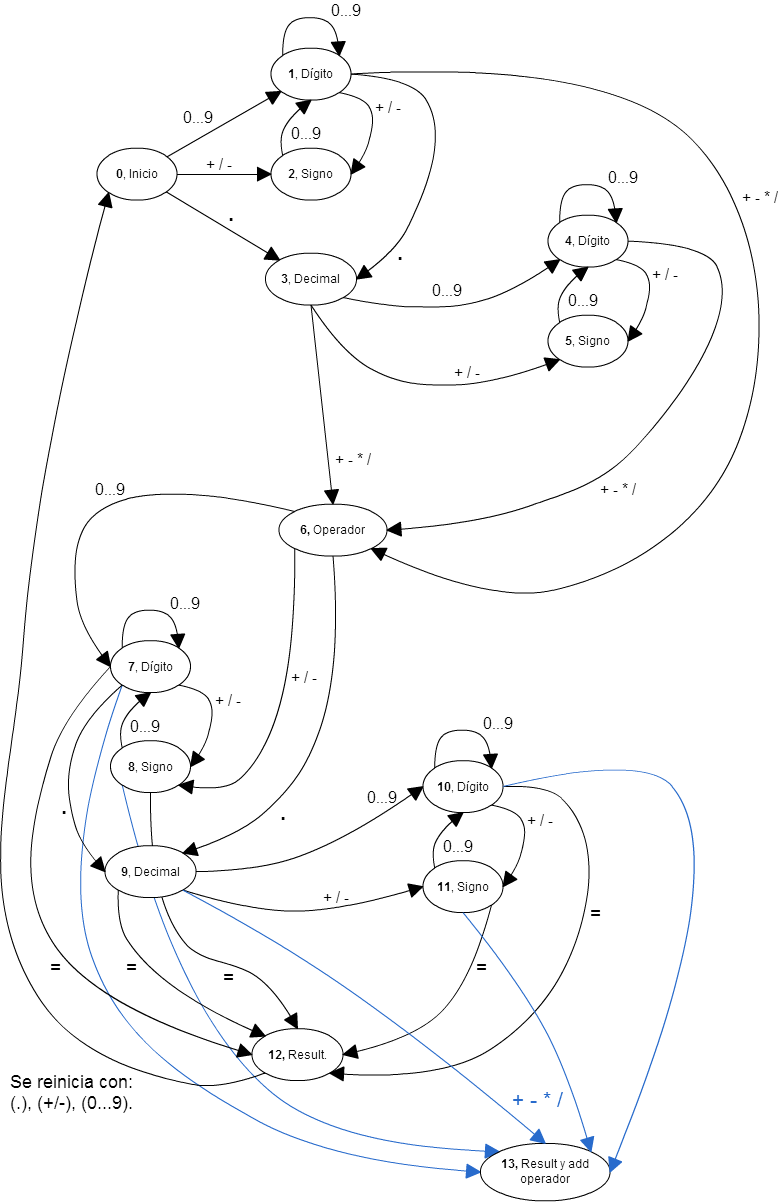 0...9
1, Dígito
+ / -
0...9
0...9
+ / -
0, Inicio
2, Signo
+ - * /
0...9
.
4, Dígito
.
3, Decimal
+ / -
0...9
0...9
5, Signo
+ / -
+ - * /
0...9
+ - * /
6, Operador
0...9
7, Dígito
+ / -
+ / -
0...9
0...9
8, Signo
10, Dígito
0...9
.
.
+ / -
0...9
9, Decimal
11, Signo
+ / -
=
=
=
=
=
12, Result.
Se reinicia con:
(.), (+/-), (0...9).
+ - * /
13, Result y add
operador